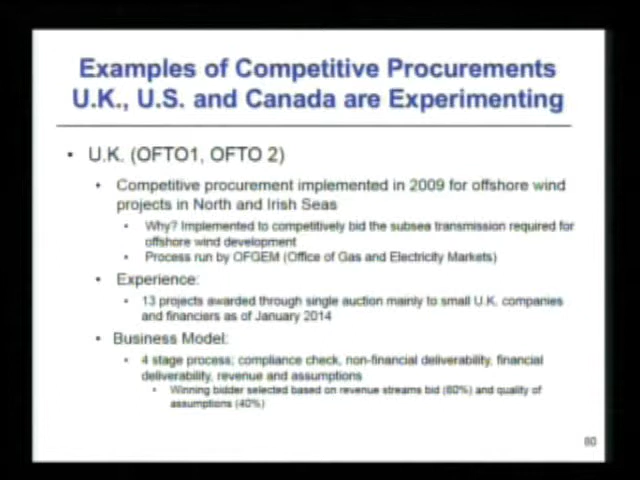 Examples of Competitive Procurements
U.K., U.S. and Canada are Experimenting
• U.K. (OFTO1, OFTO 2)
• Competitive procurement implemented in 2009 for offshore wind
projects in North and Irish Seas
• Why? Implemented to competitively bid the subsea transmission required for
offshore wind development
• Process run by OFGEM (Office of Gas and Electricity Markets)
• Experience:
• 13 projects awarded through single auction mainly to small U.K. companies
and financiers as of January 2014
• Business Model:
• 4 stage process; compliance check, non-financial deliverability, financial
deliverability, revenue and assumptions
• Winning bidder selected based on revenue streams bid (60%) and quality of
assumptions (40%)
80